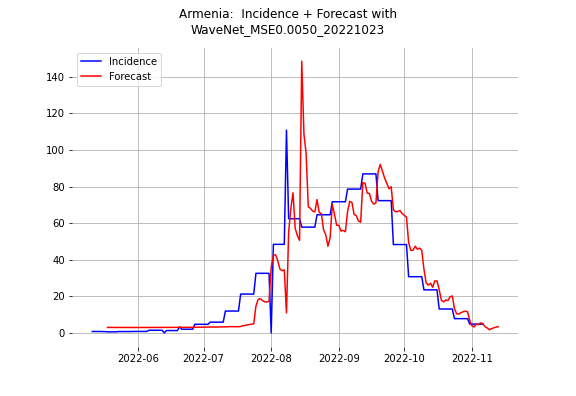 Armenia:  Incidence + Forecast with
WaveNet_MSE0.0050_20221023
Incidence
Forecast
140
120
100
80
60
40
20
0
2022-06 2022-07 2022-08 2022-09 2022-10 2022-11